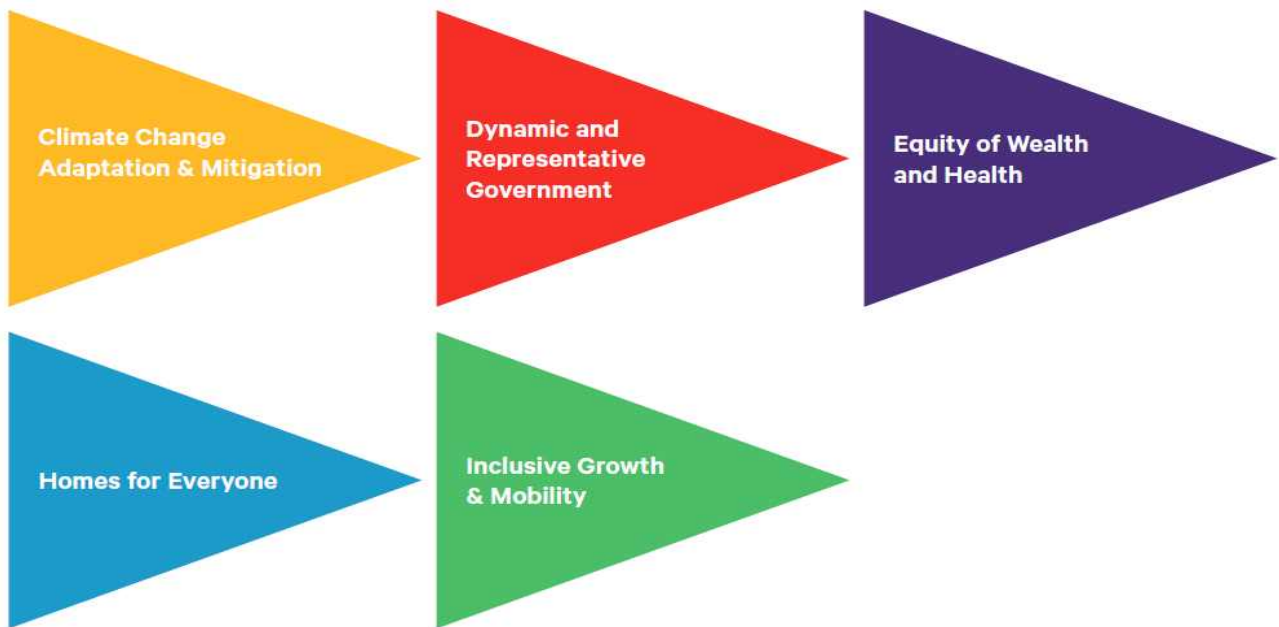 Climate Change
Adaptation & Mitigation
Dynamic and
Representative
Government
Equity of Wealth
and Health
Homes for Everyone
Inclusive Growth
& Mobility